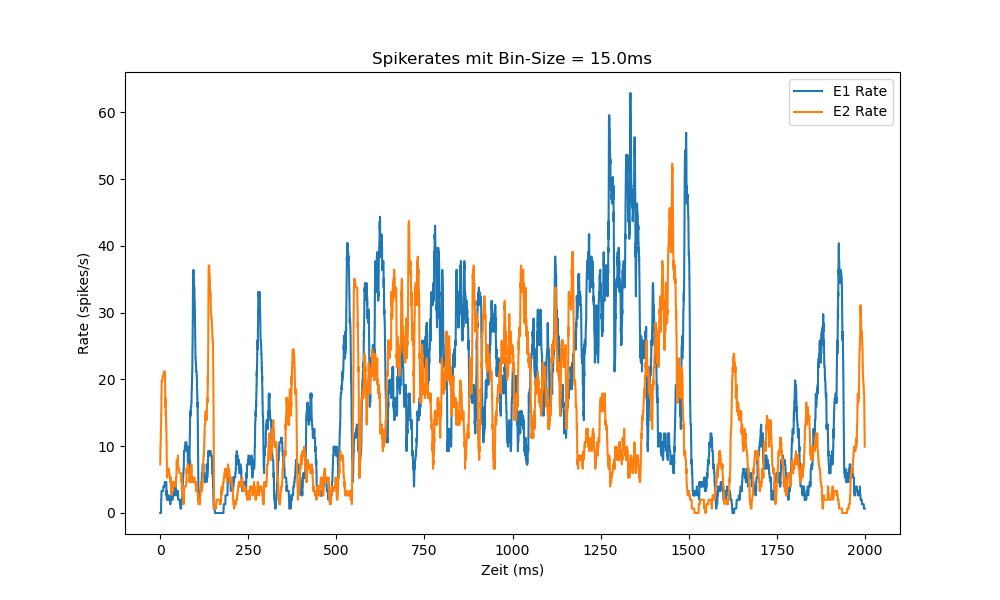 Spikerates mit Bin-Size = 15.0ms
E1 Rate
E2 Rate
60
50
40
30
20
10
0
Rate (spikes/s)
0 250 500 750 1000 1250 1500 1750 2000
Zeit (ms)